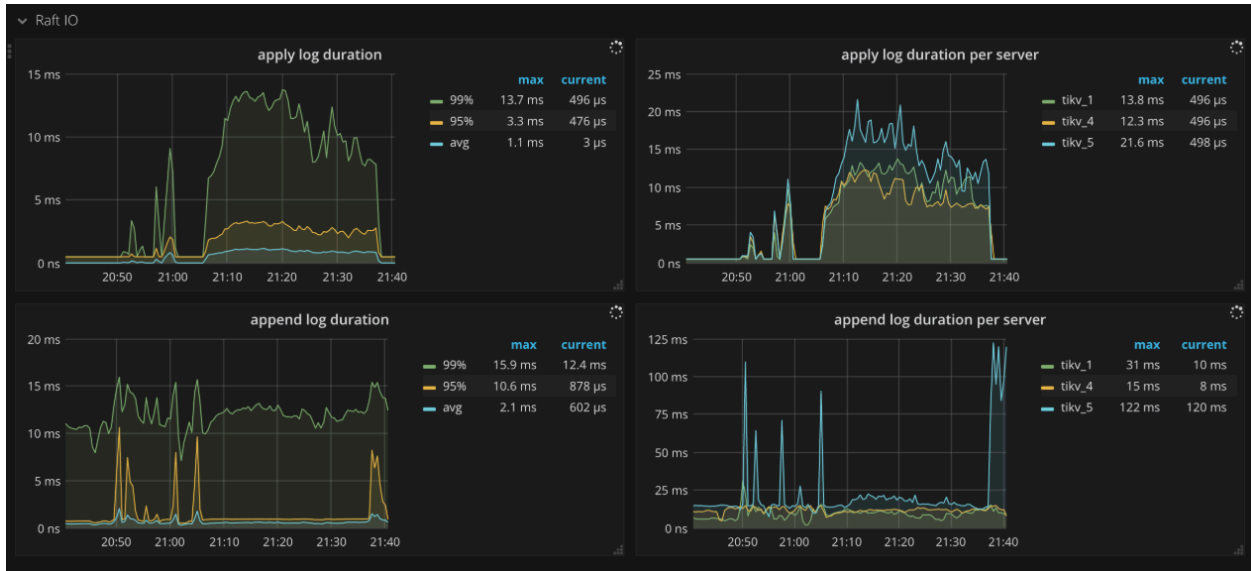 Raft IO
apply log duration
max current
15 ms
10 ms
5 ms
0 ns
20:50 21:00 21:10 21:20 21:30 21:40
99% 13.7 ms 496 µs
95% 3.3 ms 476 µs
avg 1.1 ms 3 µs
apply log duration per server
max current
25 ms
20 ms
15 ms
10 ms
5 ms
0 ns
20:50 21:00 21:10 21:20 21:30 21:40
tikv_1 13.8 ms 496 µs
tikv_4 12.3 ms 496 µs
tikv_5 21.6 ms 498 µs
append log duration
max current
20 ms
15 ms
10 ms
5 ms
0 ns
20:50 21:00 21:10 21:20 21:30 21:40
99% 15.9 ms 12.4 ms
95% 10.6 ms 878 µs
avg 2.1 ms 602 µs
append log duration per server
max current
125 ms
100 ms
75 ms
50 ms
25 ms
0 ns
20:50 21:00 21:10 21:20 21:30 21:40
tikv_1 31 ms 10 ms
tikv_4 15 ms 8 ms
tikv_5 122 ms 120 ms